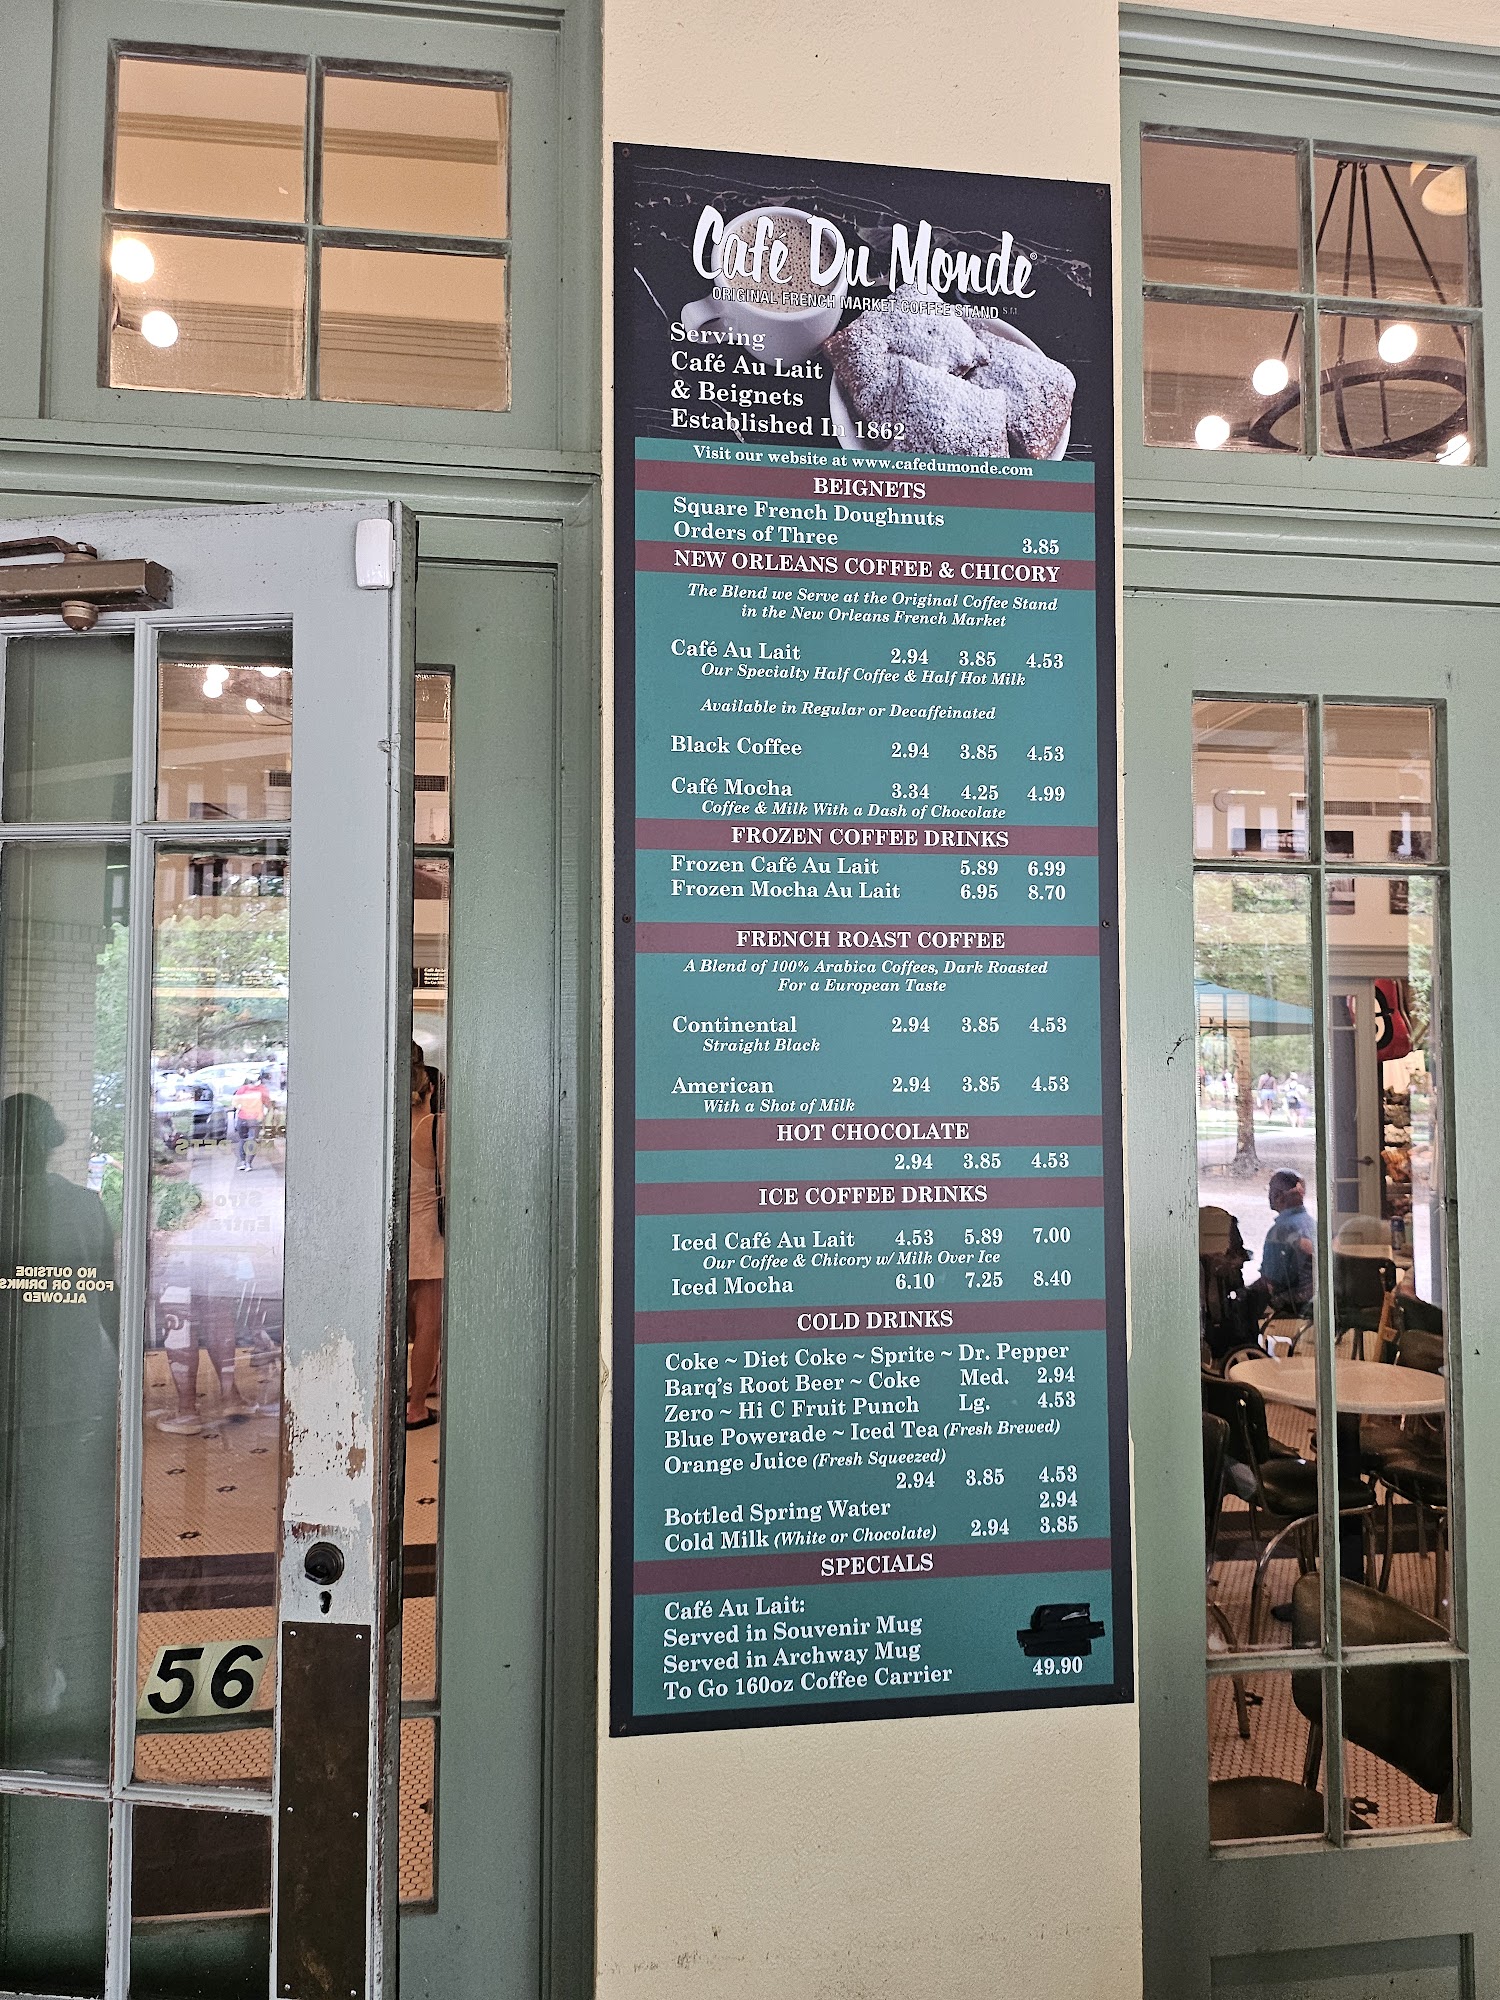 Café Du Monde®
ORIGINAL FRENCH MARKET COFFEE STAND S.M.
Serving
Café Au Lait
& Beignets
Established In 1862
Visit our website at www.cafedumonde.com
BEIGNETS
Square French Doughnuts
Orders of Three 3.85
NEW ORLEANS COFFEE & CHICORY
The Blend we Serve at the Original Coffee Stand
in the New Orleans French Market
Café Au Lait 2.94 3.85 4.53
Our Specialty Half Coffee & Half Hot Milk
Available in Regular or Decaffeinated
Black Coffee 2.94 3.85 4.53
Café Mocha 3.34 4.25 4.99
Coffee & Milk With a Dash of Chocolate
FROZEN COFFEE DRINKS
Frozen Café Au Lait 5.89 6.99
Frozen Mocha Au Lait 6.95 8.70
FRENCH ROAST COFFEE
A Blend of 100% Arabica Coffees, Dark Roasted
For a European Taste
Continental 2.94 3.85 4.53
Straight Black
American 2.94 3.85 4.53
With a Shot of Milk
HOT CHOCOLATE
2.94 3.85 4.53
ICE COFFEE DRINKS
Iced Café Au Lait 4.53 5.89 7.00
Our Coffee & Chicory w/ Milk Over Ice
Iced Mocha 6.10 7.25 8.40
COLD DRINKS
Coke ~ Diet Coke ~ Sprite ~ Dr. Pepper
Barq's Root Beer ~ Coke Med. 2.94
Zero ~ Hi C Fruit Punch Lg. 4.53
Blue Powerade ~ Iced Tea (Fresh Brewed)
Orange Juice (Fresh Squeezed)
2.94 3.85 4.53
Bottled Spring Water 2.94
Cold Milk (White or Chocolate) 2.94 3.85
SPECIALS
Café Au Lait:
Served in Souvenir Mug
Served in Archway Mug
To Go 160oz Coffee Carrier 49.90
NO OUTSIDE
FOOD OR DRINKS
ALLOWED
56